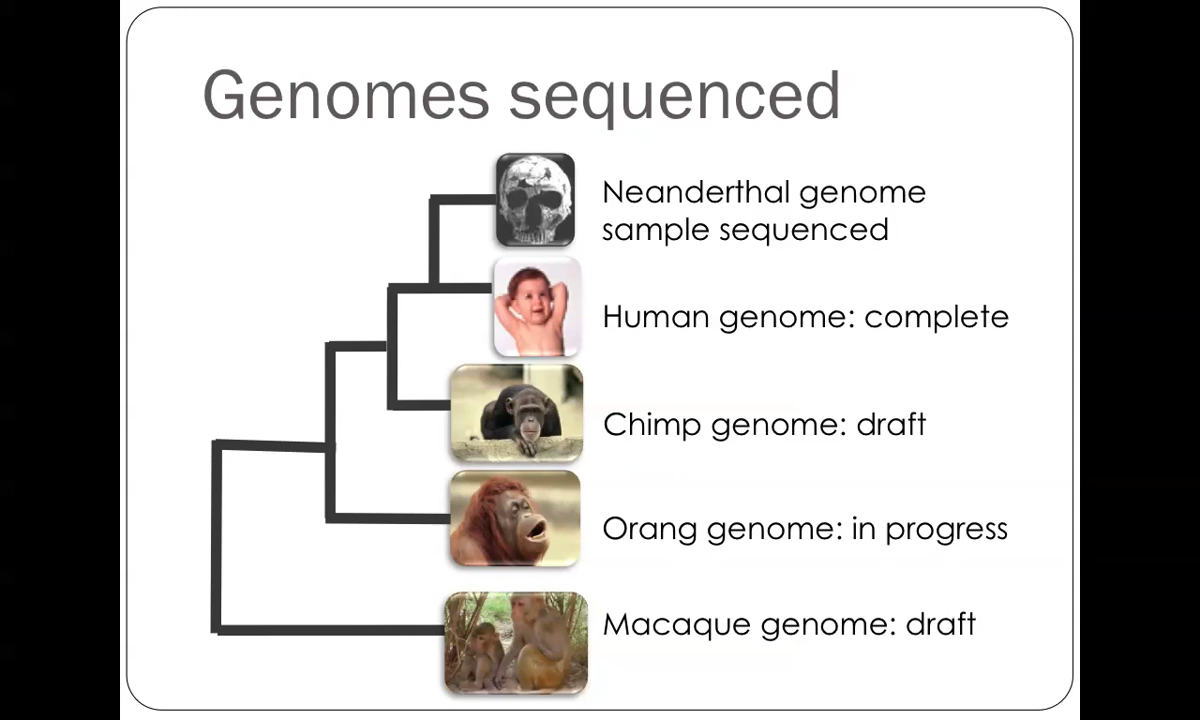 Genomes sequenced
Neanderthal genome
sample sequenced
Human genome: complete
Chimp genome: draft
Orang genome: in progress
Macaque genome: draft